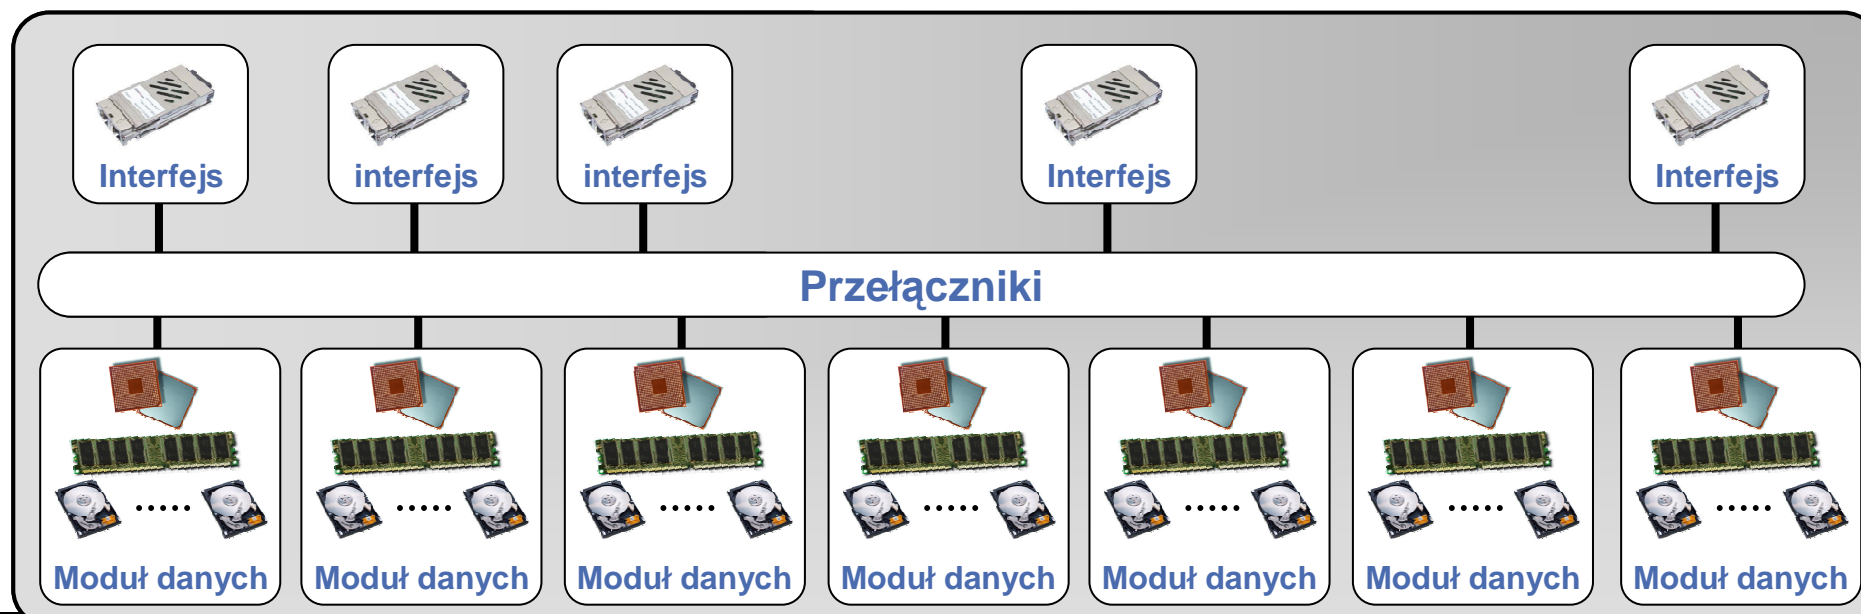 Interfejs
interfejs
interfejs
Interfejs
Interfejs
Przełączniki
Moduł danych
Moduł danych
Moduł danych
Moduł danych
Moduł danych
Moduł danych
Moduł danych